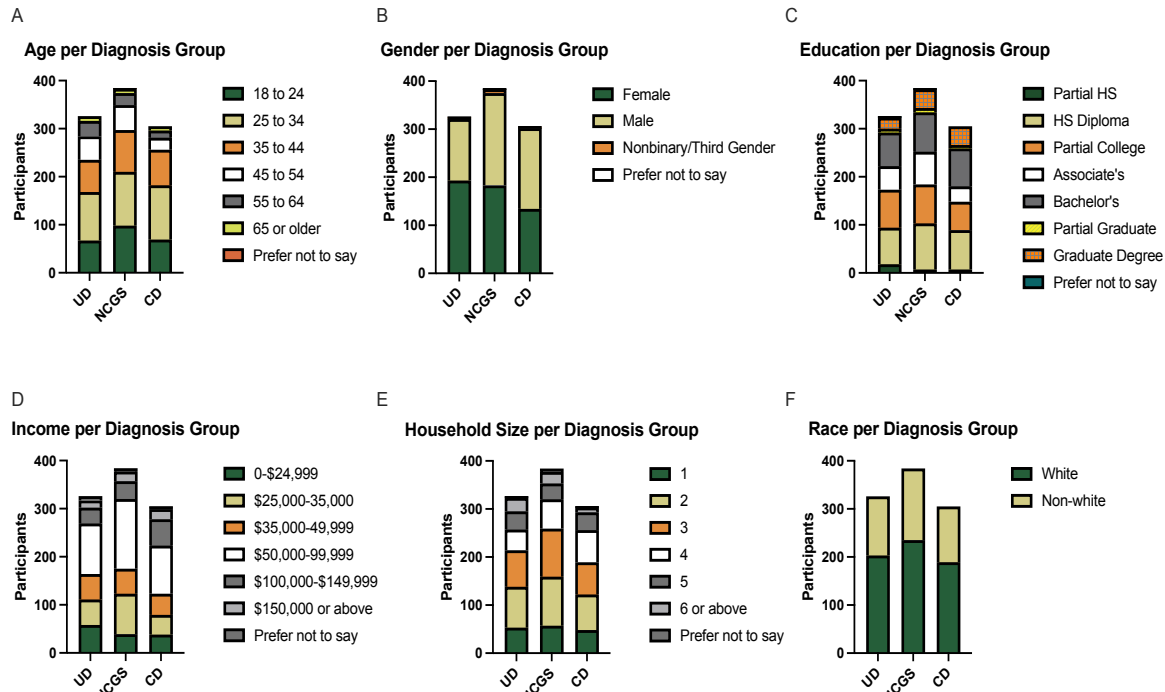 A
Age per Diagnosis Group
Participants
400
300
200
100
0
UD
NCGS
CD
18 to 24
25 to 34
35 to 44
45 to 54
55 to 64
65 or older
Prefer not to say
B
Gender per Diagnosis Group
Participants
400
300
200
100
0
UD
NCGS
CD
Female
Male
Nonbinary/Third Gender
Prefer not to say
C
Education per Diagnosis Group
Participants
400
300
200
100
0
UD
NCGS
CD
Partial HS
HS Diploma
Partial College
Associate's
Bachelor's
Partial Graduate
Graduate Degree
Prefer not to say
D
Income per Diagnosis Group
Participants
400
300
200
100
0
UD
NCGS
CD
0-$24,999
$25,000-35,000
$35,000-49,999
$50,000-99,999
$100,000-$149,999
$150,000 or above
Prefer not to say
E
Household Size per Diagnosis Group
Participants
400
300
200
100
0
UD
NCGS
CD
1
2
3
4
5
6 or above
Prefer not to say
F
Race per Diagnosis Group
Participants
400
300
200
100
0
UD
NCGS
CD
White
Non-white